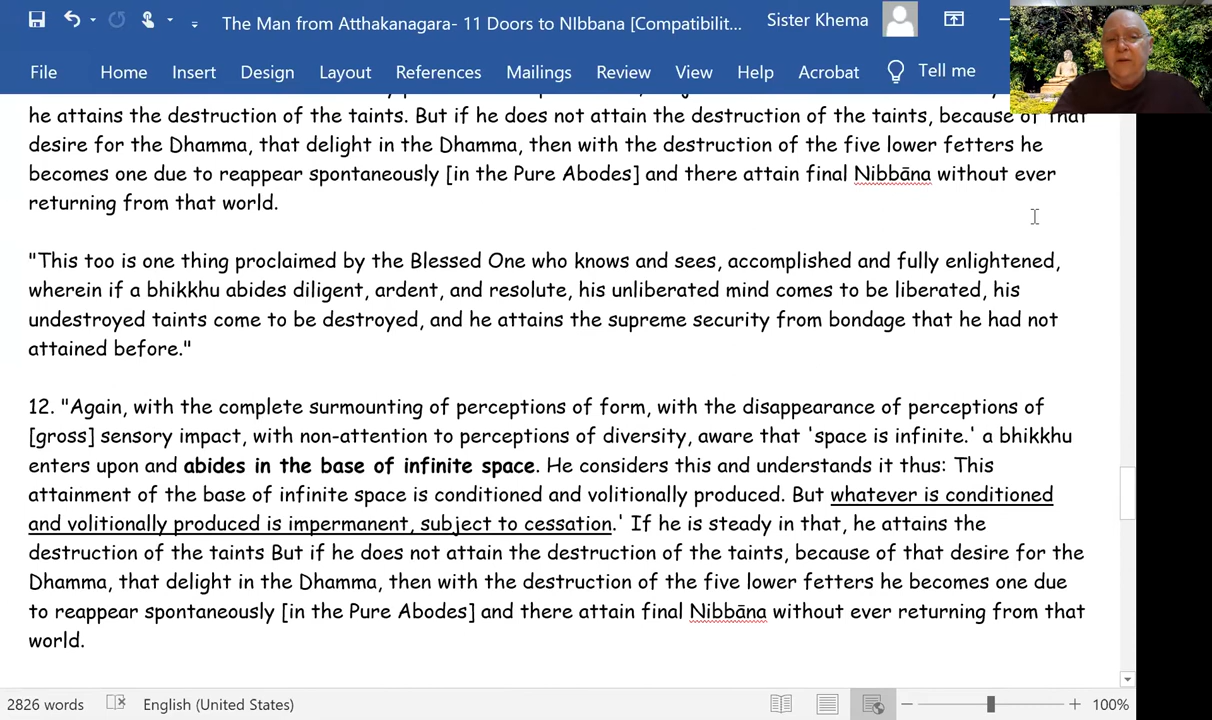 The Man from Atthakanagara- 11 Doors to NIbbana [Compatibilit...
Sister Khema
File Home Insert Design Layout References Mailings Review View Help Acrobat Tell me
he attains the destruction of the taints. But if he does not attain the destruction of the taints, because of that
desire for the Dhamma, that delight in the Dhamma, then with the destruction of the five lower fetters he
becomes one due to reappear spontaneously [in the Pure Abodes] and there attain final Nibbāna without ever
returning from that world.
"This too is one thing proclaimed by the Blessed One who knows and sees, accomplished and fully enlightened,
wherein if a bhikkhu abides diligent, ardent, and resolute, his unliberated mind comes to be liberated, his
undestroyed taints come to be destroyed, and he attains the supreme security from bondage that he had not
attained before."
12. "Again, with the complete surmounting of perceptions of form, with the disappearance of perceptions of
[gross] sensory impact, with non-attention to perceptions of diversity, aware that 'space is infinite.' a bhikkhu
enters upon and abides in the base of infinite space. He considers this and understands it thus: This
attainment of the base of infinite space is conditioned and volitionally produced. But whatever is conditioned
and volitionally produced is impermanent, subject to cessation.' If he is steady in that, he attains the
destruction of the taints But if he does not attain the destruction of the taints, because of that desire for the
Dhamma, that delight in the Dhamma, then with the destruction of the five lower fetters he becomes one due
to reappear spontaneously [in the Pure Abodes] and there attain final Nibbāna without ever returning from that
world.
2826 words English (United States) 100%